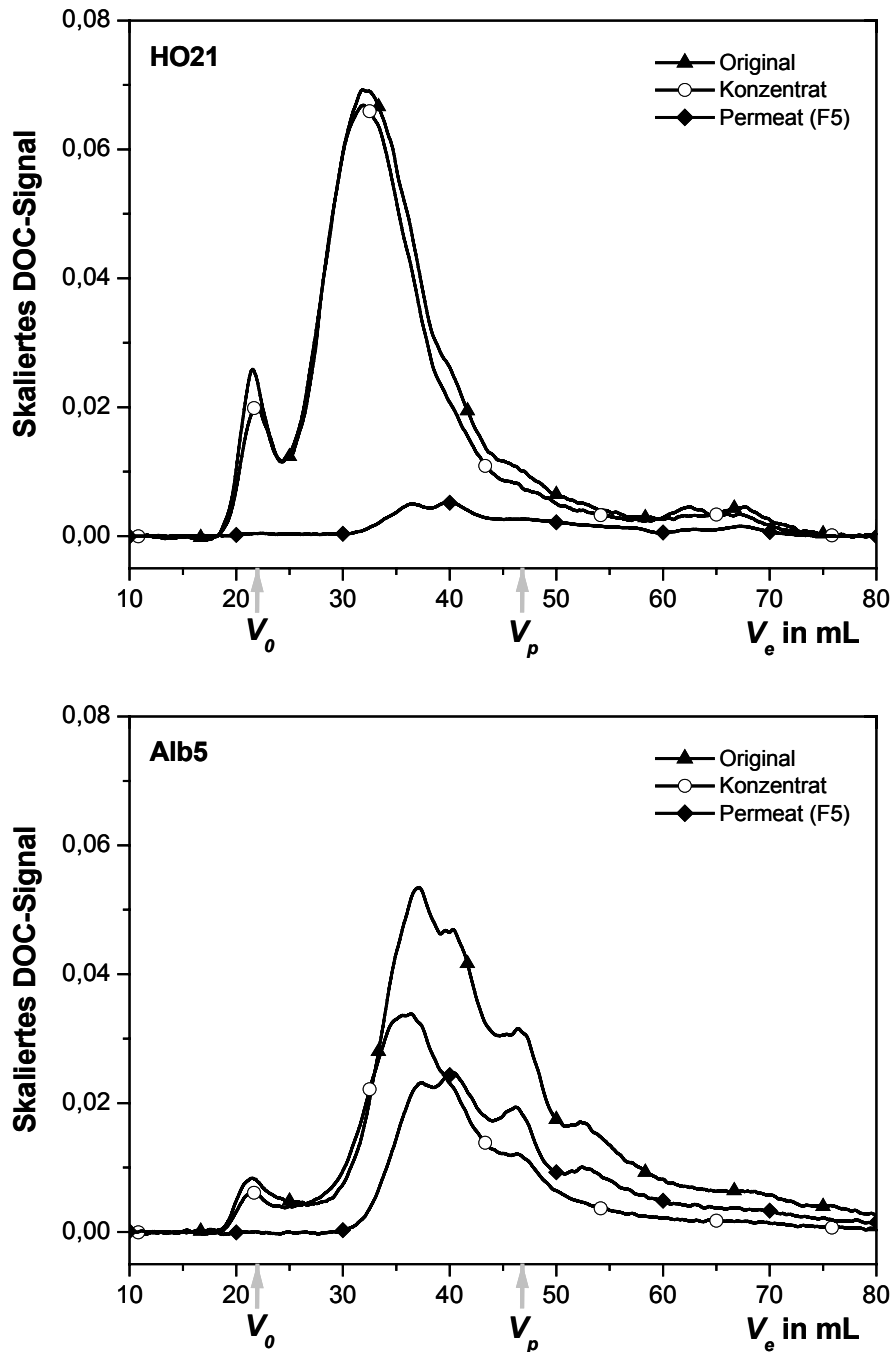 HO21
Original
Konzentrat
Permeat (F5)
0,08
0,06
0,04
0,02
0,00
Skaliertes DOC-Signal
10 20 30 40 50 60 70 80
V0 Vp Ve in mL
Alb5
Original
Konzentrat
Permeat (F5)
0,08
0,06
0,04
0,02
0,00
Skaliertes DOC-Signal
10 20 30 40 50 60 70 80
V0 Vp Ve in mL